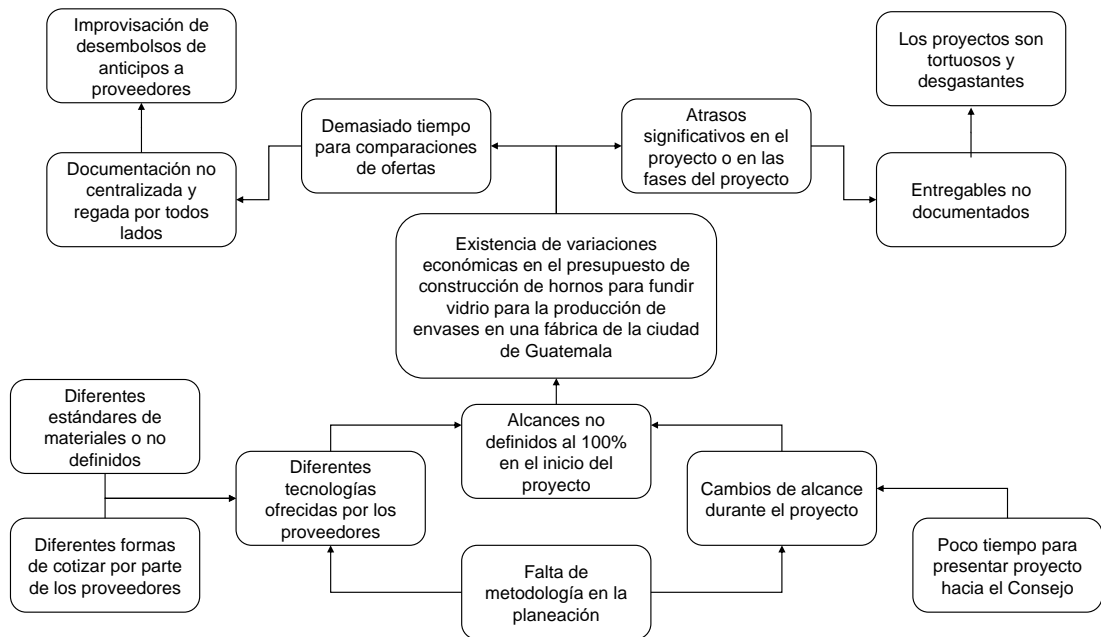 Improvisación de
desembolsos de
anticipos a
proveedores
Los proyectos son
tortuosos y
desgastantes
Demasiado tiempo
para comparaciones
de ofertas
Atrasos
significativos en el
proyecto o en las
fases del proyecto
Documentación no
centralizada y
regada por todos
lados
Entregables no
documentados
Existencia de variaciones
económicas en el presupuesto de
construcción de hornos para fundir
vidrio para la producción de
envases en una fábrica de la ciudad
de Guatemala
Diferentes
estándares de
materiales o no
definidos
Alcances no
definidos al 100%
en el inicio del
proyecto
Diferentes
tecnologías
ofrecidas por los
proveedores
Cambios de alcance
durante el proyecto
Diferentes formas
de cotizar por parte
de los proveedores
Falta de
metodología en la
planeación
Poco tiempo para
presentar proyecto
hacia el Consejo